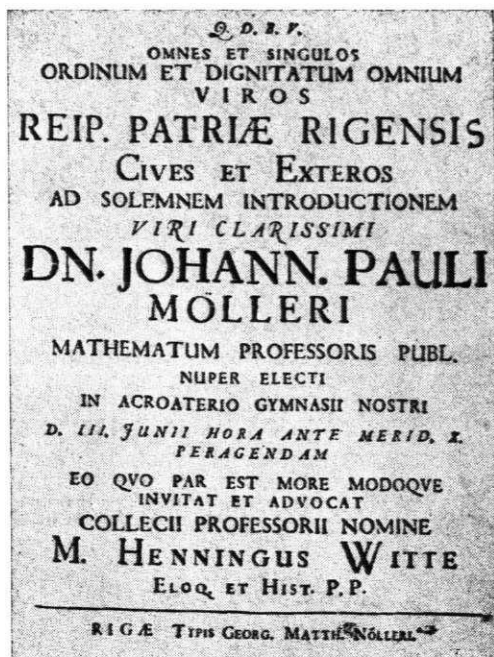 Q. D. B. V.
OMNES ET SINGULOS
ORDINUM ET DIGNITATUM OMNIUM
VIROS
REIP. PATRIÆ RIGENSIS
CIVES ET EXTEROS
AD SOLEMNEM INTRODUCTIONEM
VIRI CLARISSIMI
DN. JOHANN. PAULI
MÖLLERI
MATHEMATUM PROFESSORIS PUBL.
NUPER ELECTI
IN ACROATERIO GYMNASII NOSTRI
D. III. JUNII HORA ANTE MERID. X.
PERAGENDAM
EO QVO PAR EST MORE MODOQVE
INVITAT ET ADVOCAT
COLLEGII PROFESSORII NOMINE
M. HENNINGUS WITTE
ELOQ. ET HIST. P. P.
RIGÆ TYPIS GEORG. MATTH. NÖLLERI.